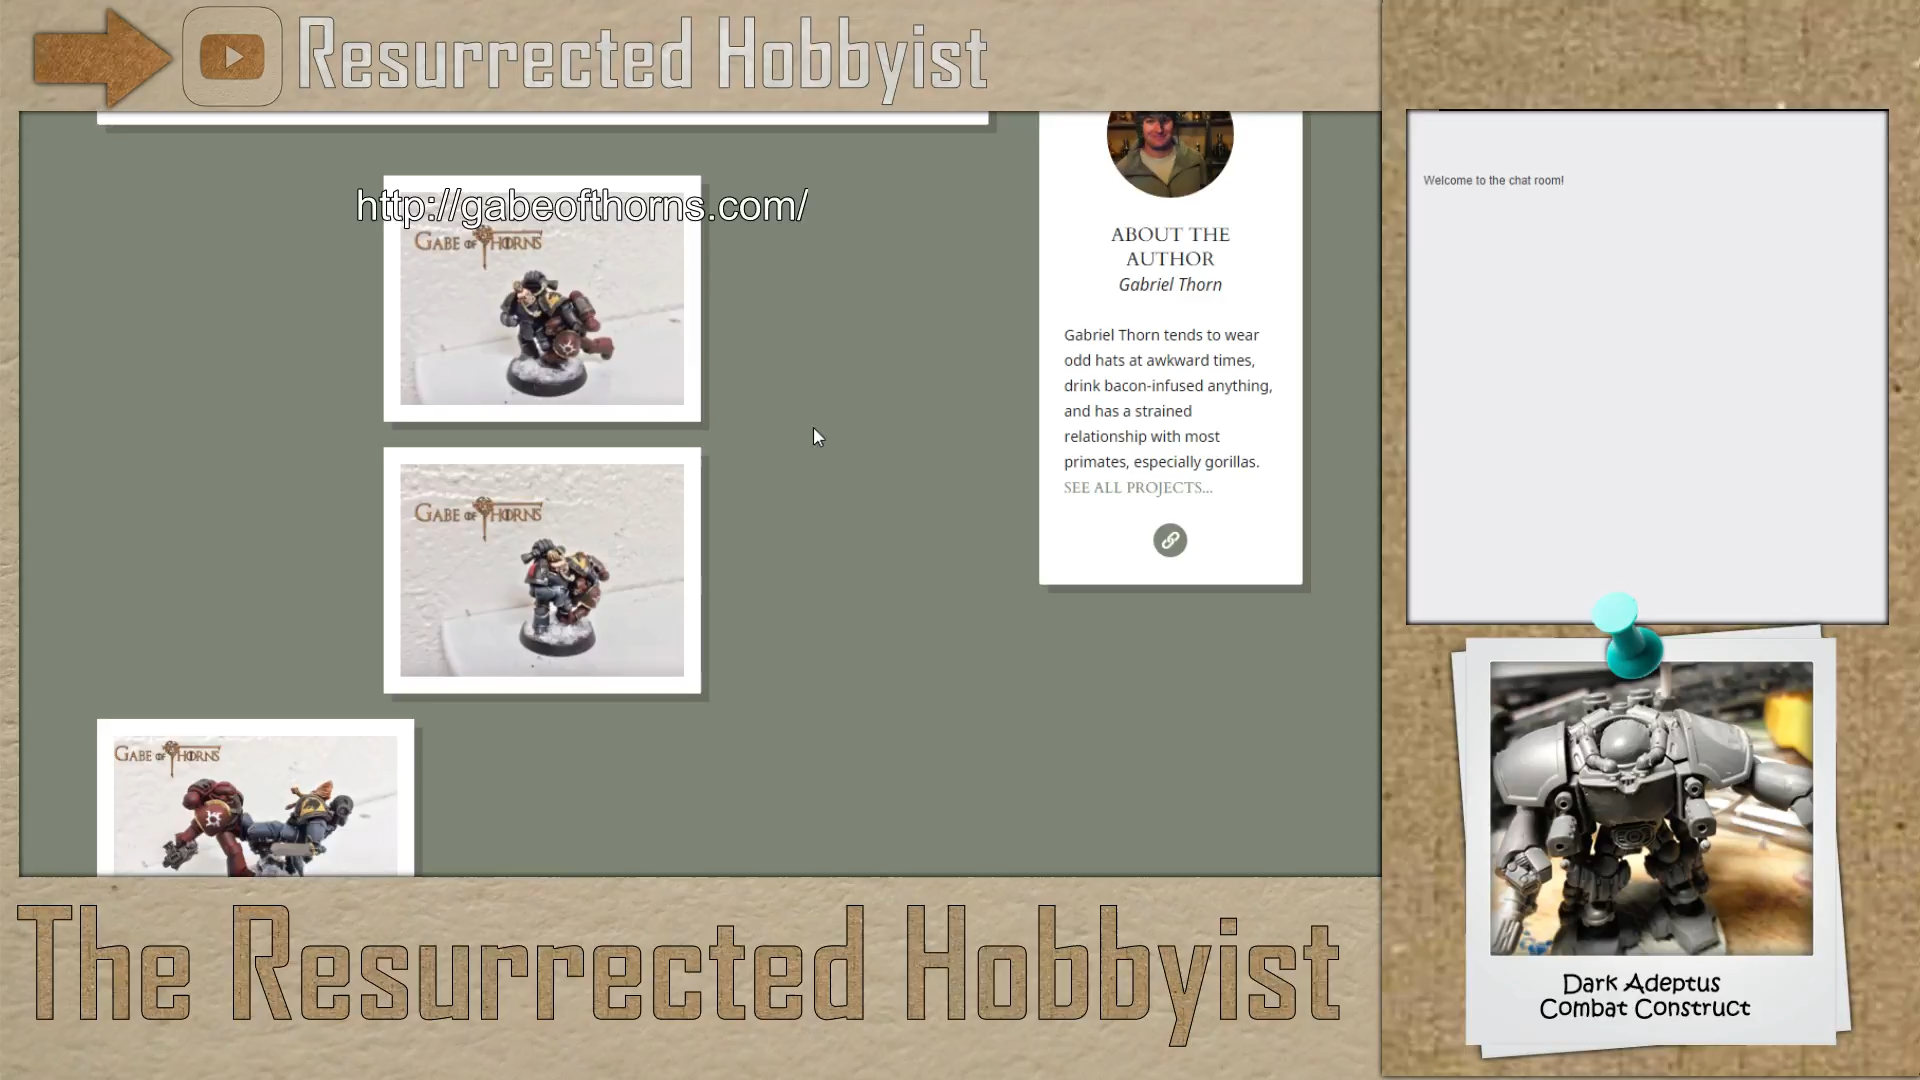 Resurrected Hobbyist
http://gabeofthorns.com/
GABE OF THORNS
GABE OF THORNS
GABE OF THORNS
ABOUT THE
AUTHOR
Gabriel Thorn
Gabriel Thorn tends to wear
odd hats at awkward times,
drink bacon-infused anything,
and has a strained
relationship with most
primates, especially gorillas.
SEE ALL PROJECTS...
Welcome to the chat room!
Dark Adeptus
Combat Construct
The Resurrected Hobbyist